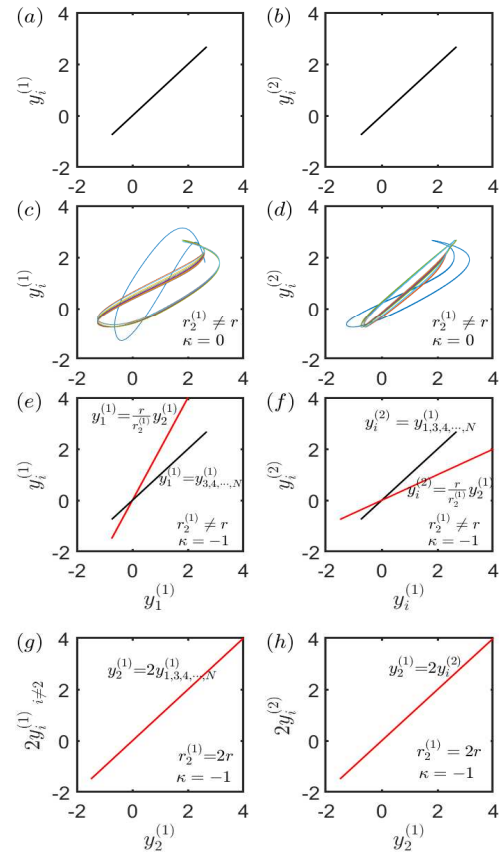 (a) (b)
4 4
y_i^{(1)} 2 y_i^{(2)} 2
0 0
-2 -2
-2 0 2 4 -2 0 2 4
(c) (d)
4 4
y_i^{(1)} 2 y_i^{(2)} 2
0 0
r_2^{(1)} ≠ r r_2^{(1)} ≠ r
κ = 0 κ = 0
-2 -2
-2 0 2 4 -2 0 2 4
(e) (f)
4 4
y_1^{(1)}=\frac{r}{r_2^{(1)}}y_2^{(1)} y_i^{(2)} = y_{1,3,4,···,N}^{(1)}
y_i^{(1)} 2 y_i^{(2)} 2
y_1^{(1)}=y_{3,4,···,N}^{(1)} y_i^{(2)}=\frac{r}{r_2^{(1)}}y_2^{(1)}
0 0
r_2^{(1)} ≠ r r_2^{(1)} ≠ r
κ = −1 κ = −1
-2 -2
-2 0 2 4 -2 0 2 4
y_1^{(1)} y_i^{(1)}
(g) (h)
4 4
y_2^{(1)}=2y_{1,3,4,···,N}^{(1)} y_2^{(1)}=2y_i^{(2)}
2y_i^{(1)} i≠2 2 2y_i^{(2)} 2
0 0
r_2^{(1)}=2r r_2^{(1)} = 2r
κ = −1 κ = −1
-2 -2
-2 0 2 4 -2 0 2 4
y_2^{(1)} y_2^{(1)}